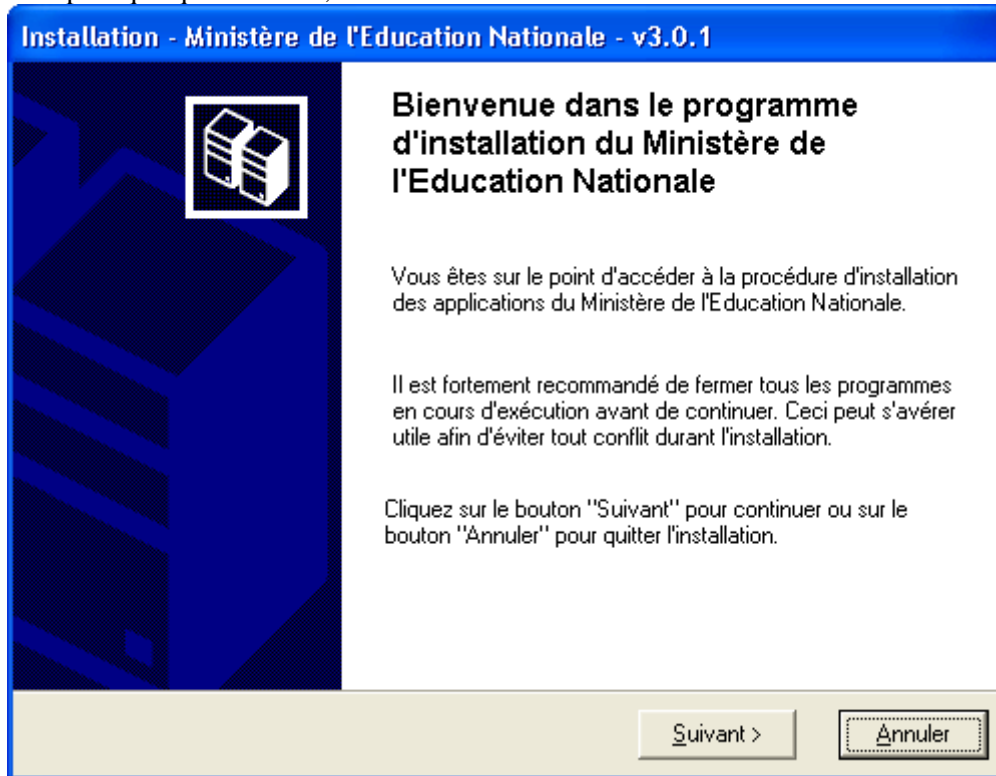 Installation - Ministère de l'Education Nationale - v3.0.1
Bienvenue dans le programme
d'installation du Ministère de
l'Education Nationale
Vous êtes sur le point d'accéder à la procédure d'installation
des applications du Ministère de l'Education Nationale.
Il est fortement recommandé de fermer tous les programmes
en cours d'exécution avant de continuer. Ceci peut s'avérer
utile afin d'éviter tout conflit durant l'installation.
Cliquez sur le bouton "Suivant" pour continuer ou sur le
bouton "Annuler" pour quitter l'installation.
Suivant >
Annuler